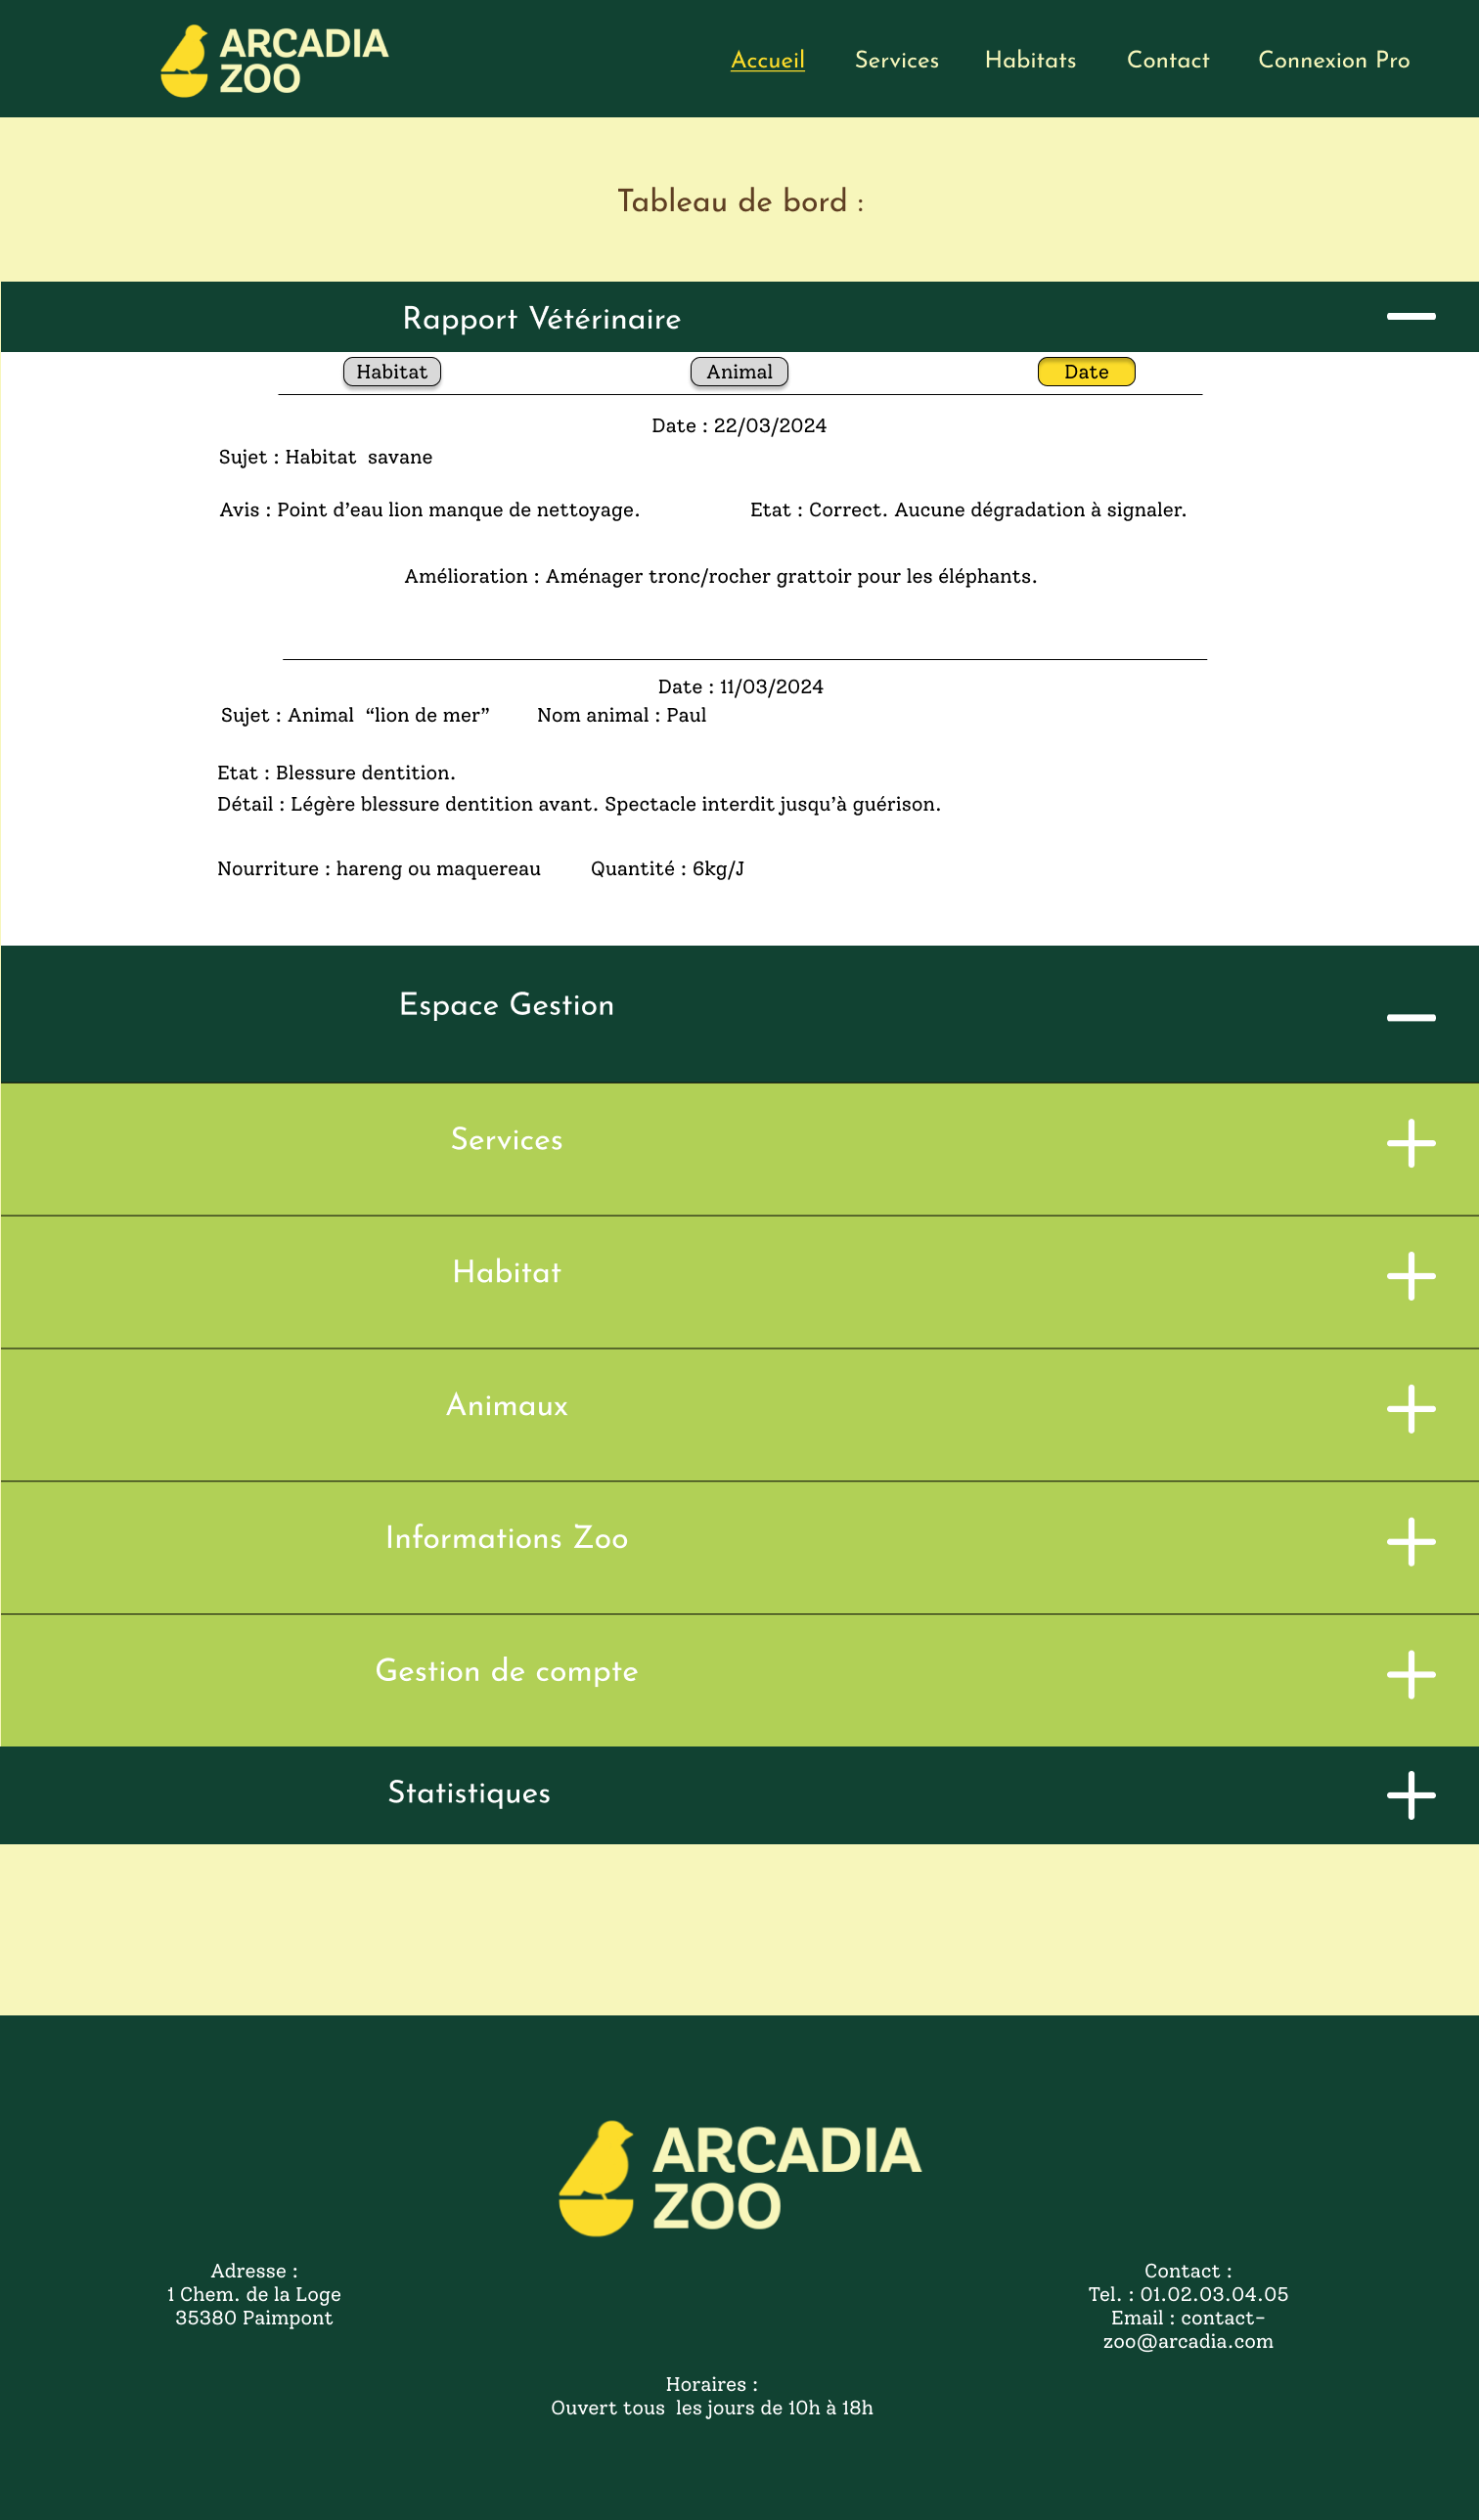 ARCADIA
ZOO
Accueil Services Habitats Contact Connexion Pro
Tableau de bord :
Rapport Vétérinaire
Habitat Animal Date
Date : 22/03/2024
Sujet : Habitat savane
Avis : Point d’eau lion manque de nettoyage. Etat : Correct. Aucune dégradation à signaler.
Amélioration : Aménager tronc/rocher grattoir pour les éléphants.
Date : 11/03/2024
Sujet : Animal “lion de mer” Nom animal : Paul
Etat : Blessure dentition.
Détail : Légère blessure dentition avant. Spectacle interdit jusqu’à guérison.
Nourriture : hareng ou maquereau Quantité : 6kg/J
Espace Gestion
Services
Habitat
Animaux
Informations Zoo
Gestion de compte
Statistiques
ARCADIA
ZOO
Adresse :
1 Chem. de la Loge
35380 Paimpont
Contact :
Tel. : 01.02.03.04.05
Email : contact-
zoo@arcadia.com
Horaires :
Ouvert tous les jours de 10h à 18h